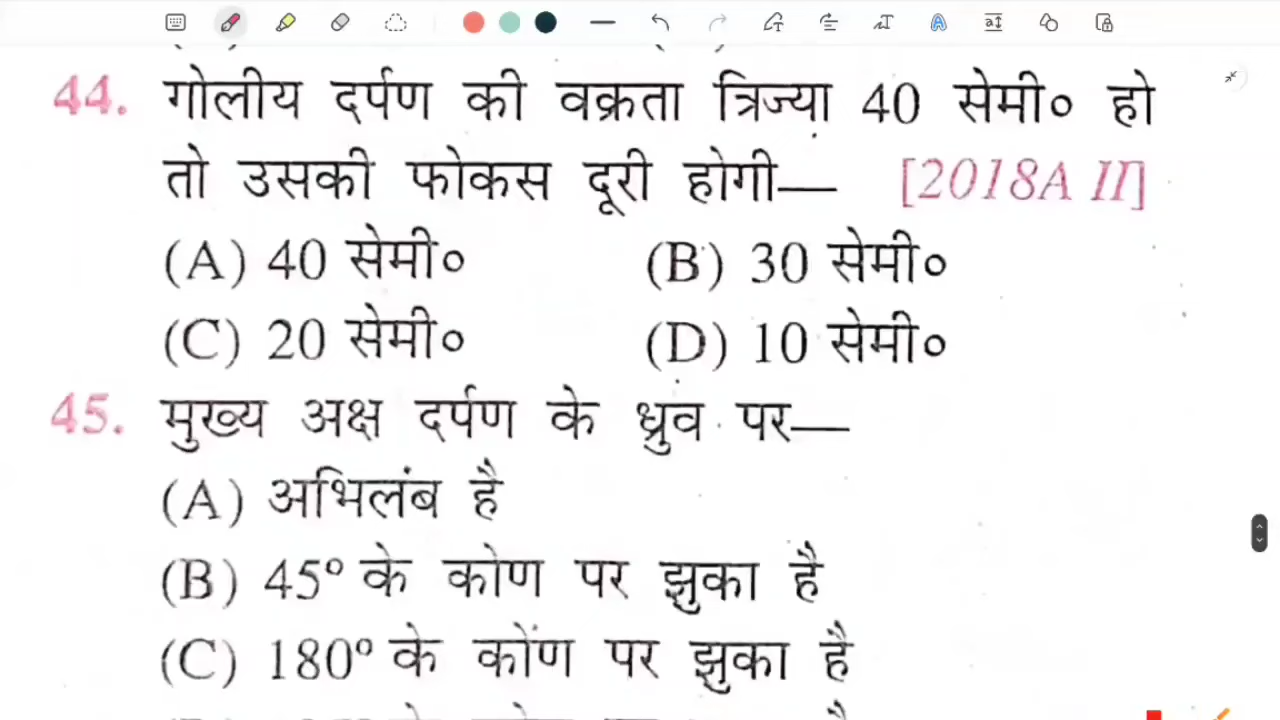 44. गोलीय दर्पण की वक्रता त्रिज्या 40 सेमी० हो
तो उसकी फोकस दूरी होगी— [2018A II]
(A) 40 सेमी० (B) 30 सेमी०
(C) 20 सेमी० (D) 10 सेमी०
45. मुख्य अक्ष दर्पण के ध्रुव पर—
(A) अभिलंब है
(B) 45° के कोण पर झुका है
(C) 180° के कोंण पर झुका है